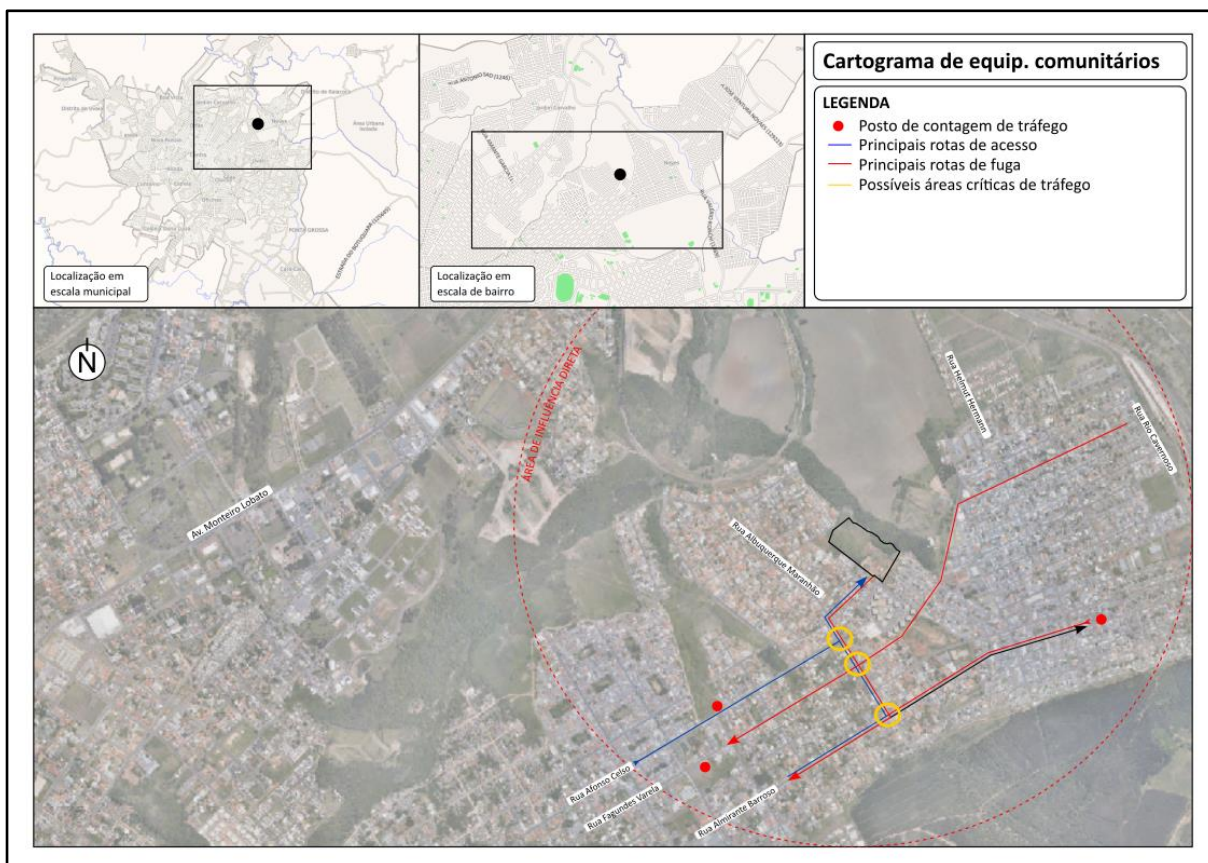 Cartograma de equip. comunitários
LEGENDA
Posto de contagem de tráfego
Principais rotas de acesso
Principais rotas de fuga
Possíveis áreas críticas de tráfego
Localização em
escala municipal
Localização em
escala de bairro
Jardim Carvalho
Neves
PONTA GROSSA
N
ÁREA DE INFLUÊNCIA DIRETA
Av. Monteiro Lobato
Rua Helmut Hermann
Rua Rio Cavernoso
Rua Albuquerque Maranhão
Rua Afonso Celso
Rua Fagundes Varela
Rua Almirante Barroso